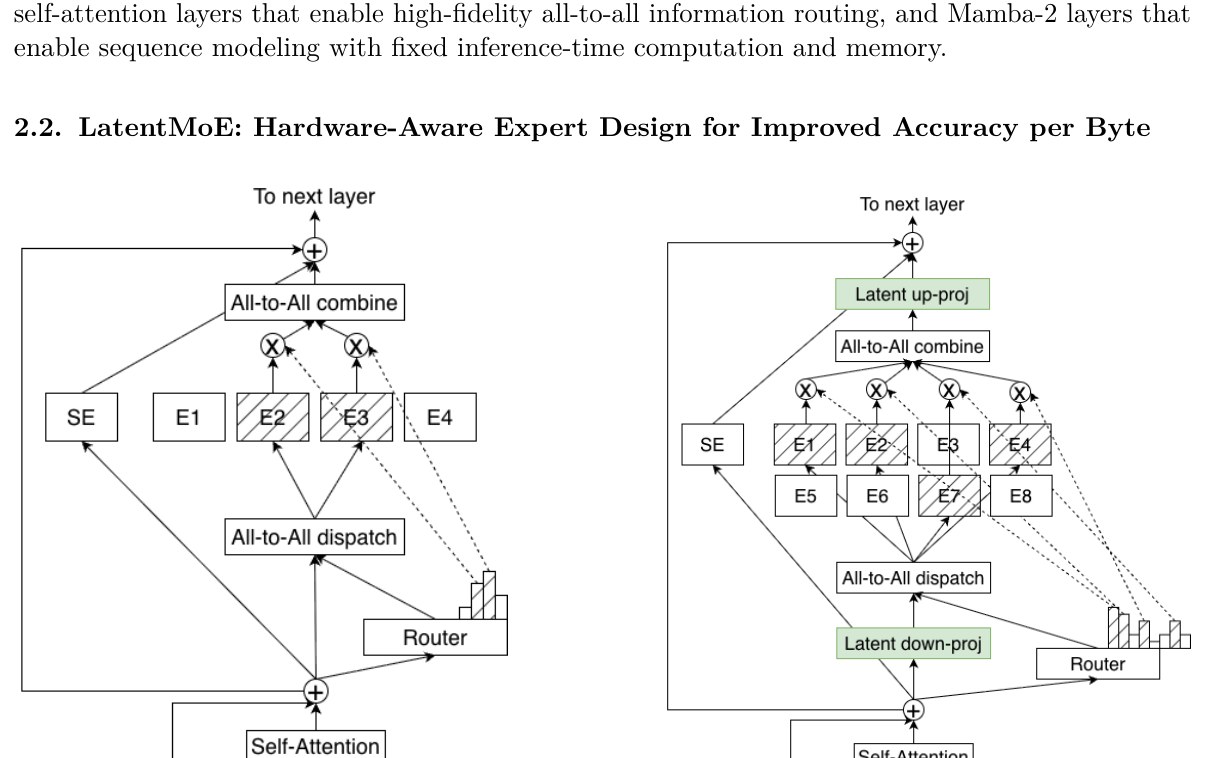 self-attention layers that enable high-fidelity all-to-all information routing, and Mamba-2 layers that
enable sequence modeling with fixed inference-time computation and memory.
2.2. LatentMoE: Hardware-Aware Expert Design for Improved Accuracy per Byte
To next layer
+
All-to-All combine
X X
SE E1 E2 E3 E4
All-to-All dispatch
Router
+
Self-Attention
To next layer
+
Latent up-proj
All-to-All combine
X X X X
SE E1 E2 E3 E4
E5 E6 E7 E8
All-to-All dispatch
Latent down-proj
Router
+
Self-Attention